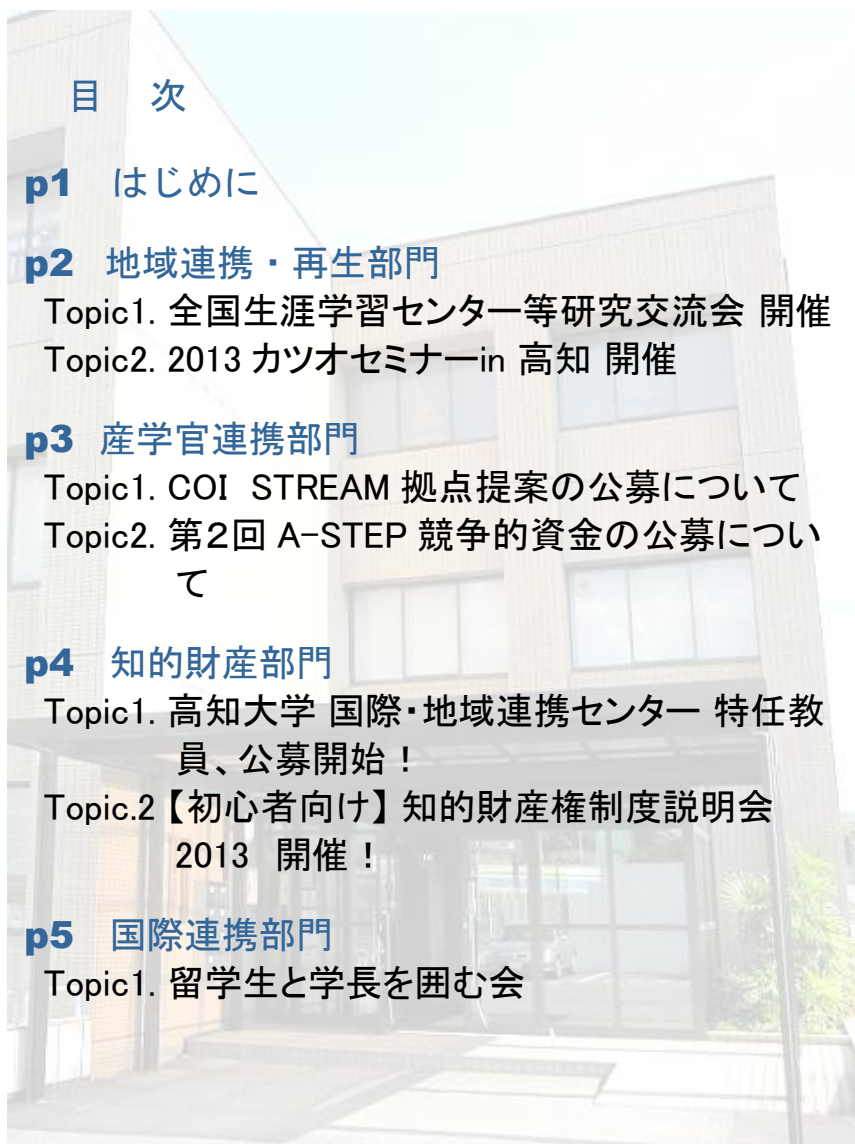 目　次
p1　はじめに
p2　地域連携・再生部門
Topic1. 全国生涯学習センター等研究交流会 開催
Topic2. 2013 カツオセミナーin 高知 開催
p3　産学官連携部門
Topic1. COI　STREAM 拠点提案の公募について
Topic2. 第２回 A-STEP 競争的資金の公募につい
て
p4　知的財産部門
Topic1. 高知大学 国際・地域連携センター 特任教
員、公募開始！
Topic.2【初心者向け】知的財産権制度説明会
2013　開催！
p5　国際連携部門
Topic1. 留学生と学長を囲む会